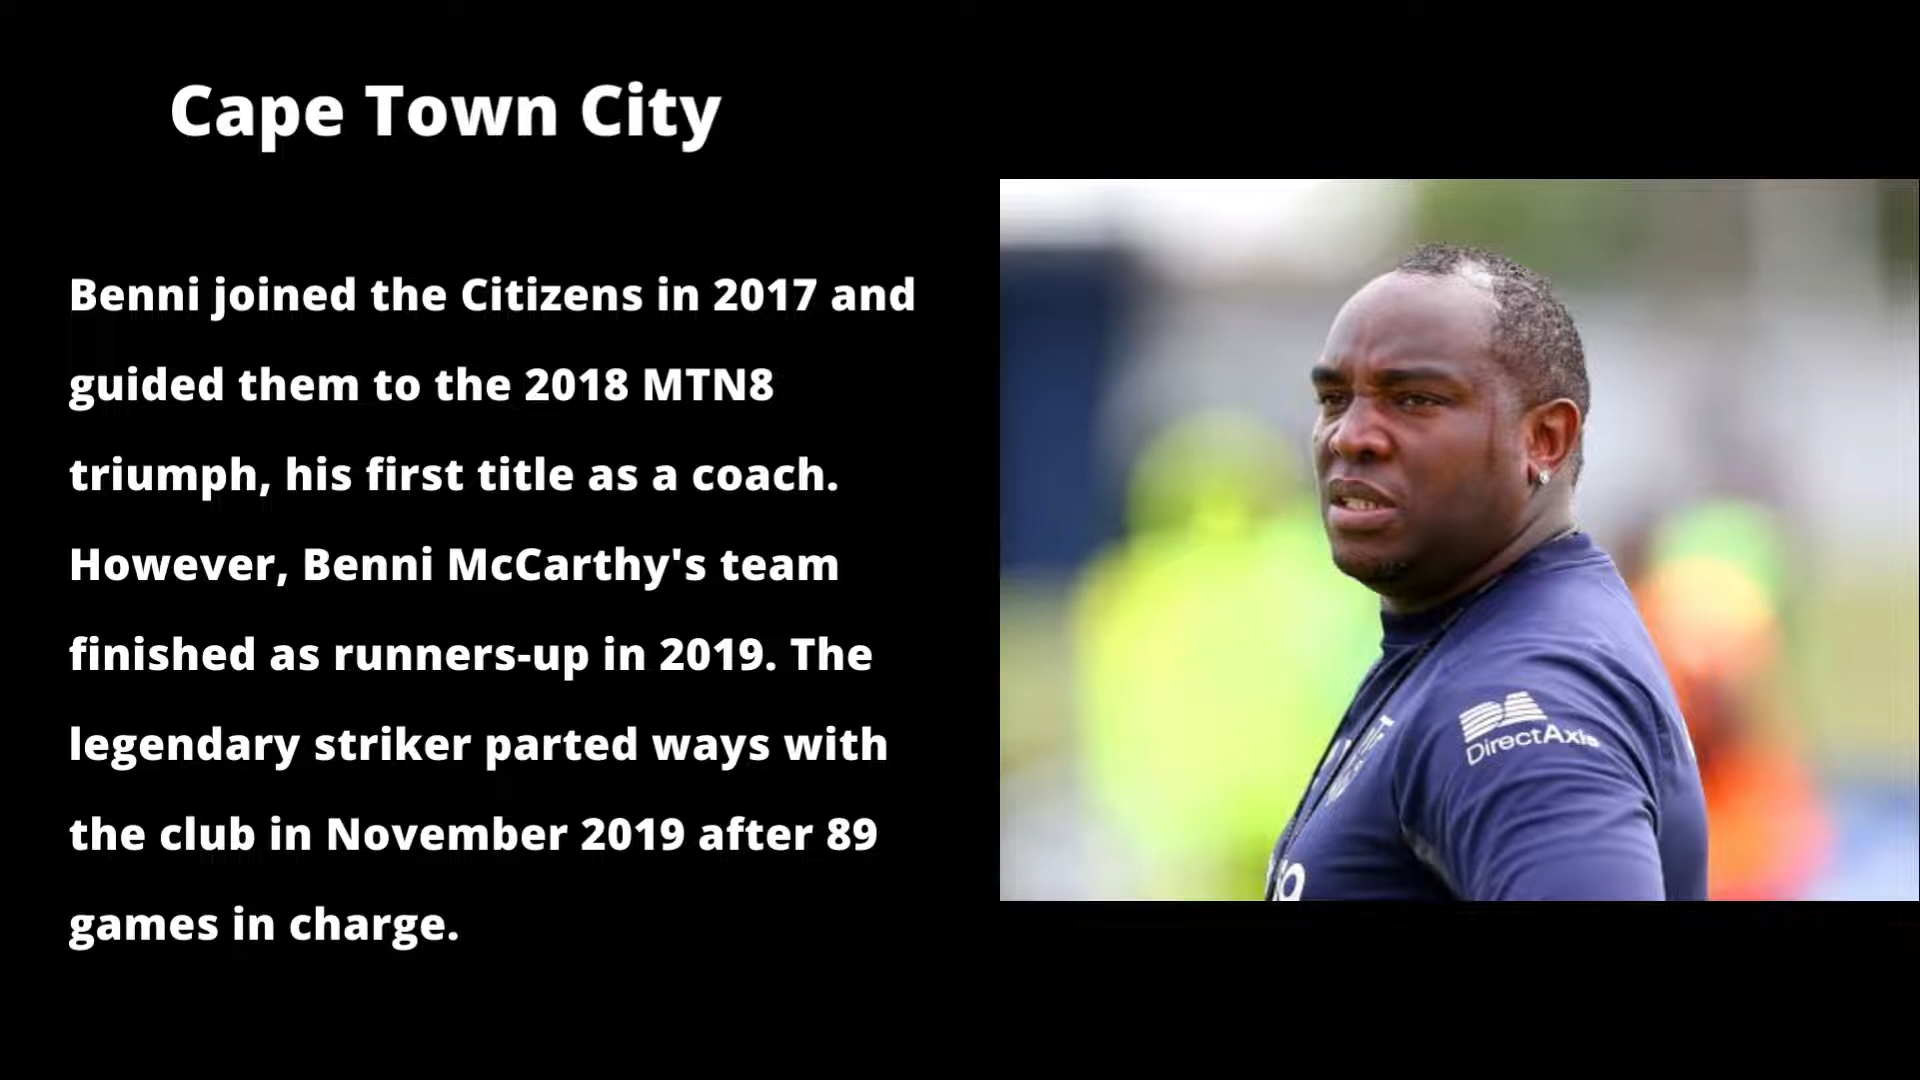 Cape Town City
Benni joined the Citizens in 2017 and
guided them to the 2018 MTN8
triumph, his first title as a coach.
However, Benni McCarthy's team
finished as runners-up in 2019. The
legendary striker parted ways with
the club in November 2019 after 89
games in charge.
DirectAxis